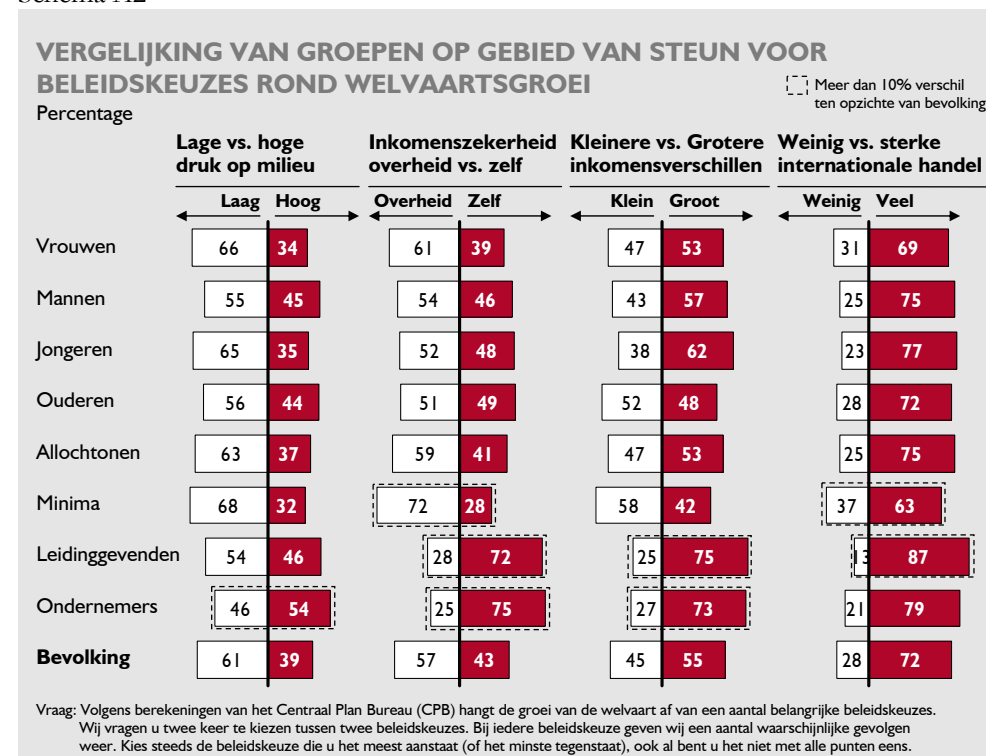 VERGELIJKING VAN GROEPEN OP GEBIED VAN STEUN VOOR
BELEIDSKEUZES ROND WELVAARTSGROEI
Meer dan 10% verschil
ten opzichte van bevolking
Percentage
Lage vs. hoge druk op milieu
Inkomenszekerheid overheid vs. zelf
Kleinere vs. Grotere inkomensverschillen
Weinig vs. sterke internationale handel
Laag Hoog Overheid Zelf Klein Groot Weinig Veel
Vrouwen 66 34 61 39 47 53 31 69
Mannen 55 45 54 46 43 57 25 75
Jongeren 65 35 52 48 38 62 23 77
Ouderen 56 44 51 49 52 48 28 72
Allochtonen 63 37 59 41 47 53 25 75
Minima 68 32 72 28 58 42 37 63
Leidinggevenden 54 46 28 72 25 75 13 87
Ondernemers 46 54 25 75 27 73 21 79
Bevolking 61 39 57 43 45 55 28 72
Vraag: Volgens berekeningen van het Centraal Plan Bureau (CPB) hangt de groei van de welvaart af van een aantal belangrijke beleidskeuzes.
Wij vragen u twee keer te kiezen tussen twee beleidskeuzes. Bij iedere beleidskeuze geven wij een aantal waarschijnlijke gevolgen
weer. Kies steeds de beleidskeuze die u het meest aanstaat (of het minste tegenstaat), ook al bent u het niet met alle punten eens.